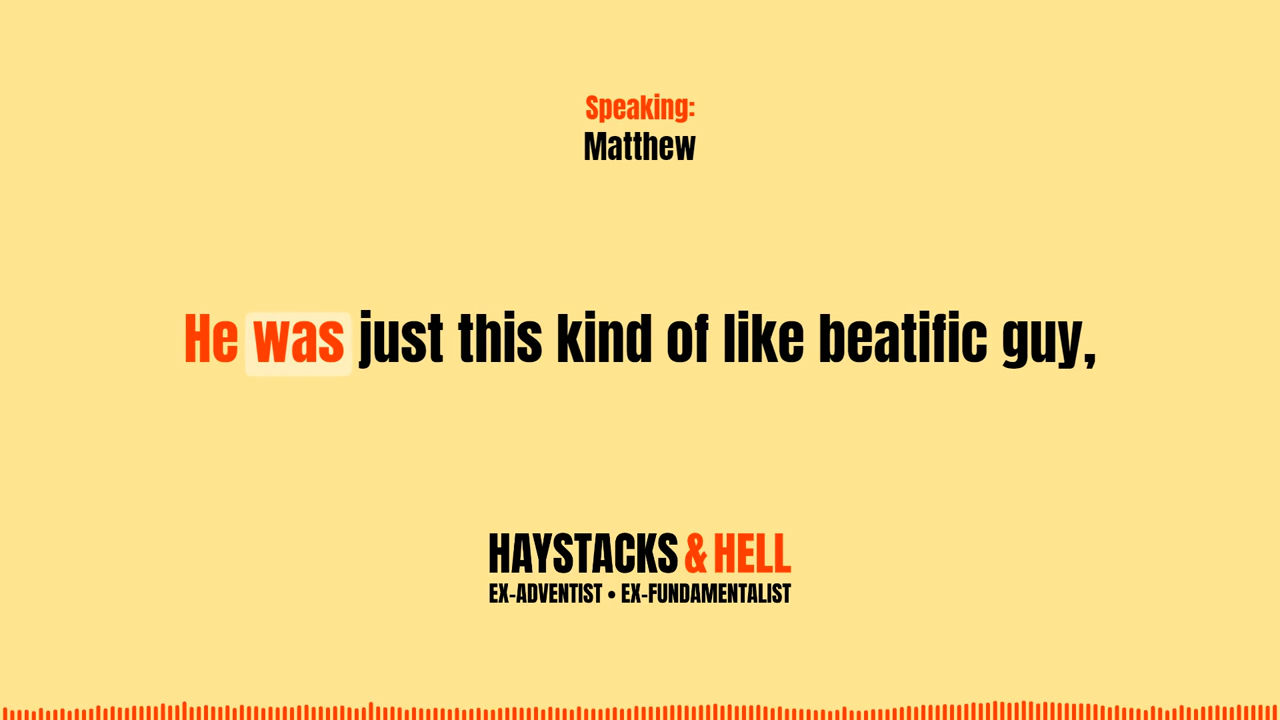 Speaking:
Matthew
He was just this kind of like beatific guy,
HAYSTACKS & HELL
EX-ADVENTIST • EX-FUNDAMENTALIST